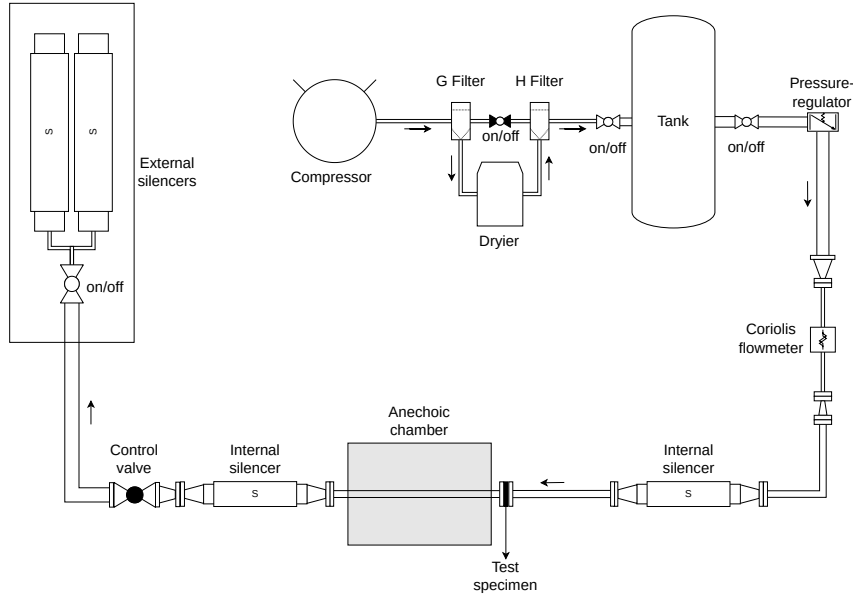 G Filter
H Filter
Pressure-
regulator
S
S
on/off
Tank
on/off
on/off
External
silencers
Compressor
Dryier
on/off
Coriolis
flowmeter
Anechoic
chamber
Control
valve
Internal
silencer
Internal
silencer
S
S
Test
specimen